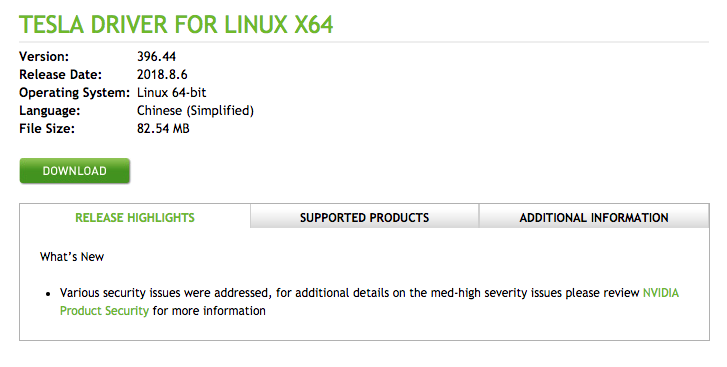 TESLA DRIVER FOR LINUX X64
Version: 396.44
Release Date: 2018.8.6
Operating System: Linux 64-bit
Language: Chinese (Simplified)
File Size: 82.54 MB
DOWNLOAD
RELEASE HIGHLIGHTS SUPPORTED PRODUCTS ADDITIONAL INFORMATION
What's New
• Various security issues were addressed, for additional details on the med-high severity issues please review NVIDIA
Product Security for more information